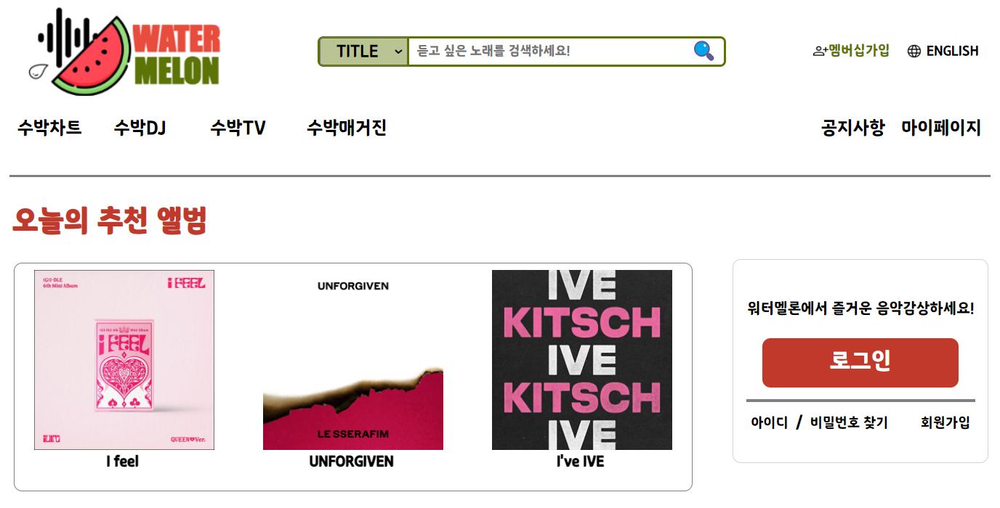 WATER
MELON
TITLE
듣고 싶은 노래를 검색하세요!
멤버십가입
ENGLISH
수박차트
수박DJ
수박TV
수박매거진
공지사항
마이페이지
오늘의 추천 앨범
(G)I-DLE
6th Mini Album
i FEEL
(G)I-DLE 6th Mini Album
i FEEL
QUEEN♥Ver.
I feel
UNFORGIVEN
LE SSERAFIM
UNFORGIVEN
IVE
KITSCH
IVE
KITSCH
IVE
I've IVE
워터멜론에서 즐거운 음악감상하세요!
로그인
아이디 / 비밀번호 찾기
회원가입